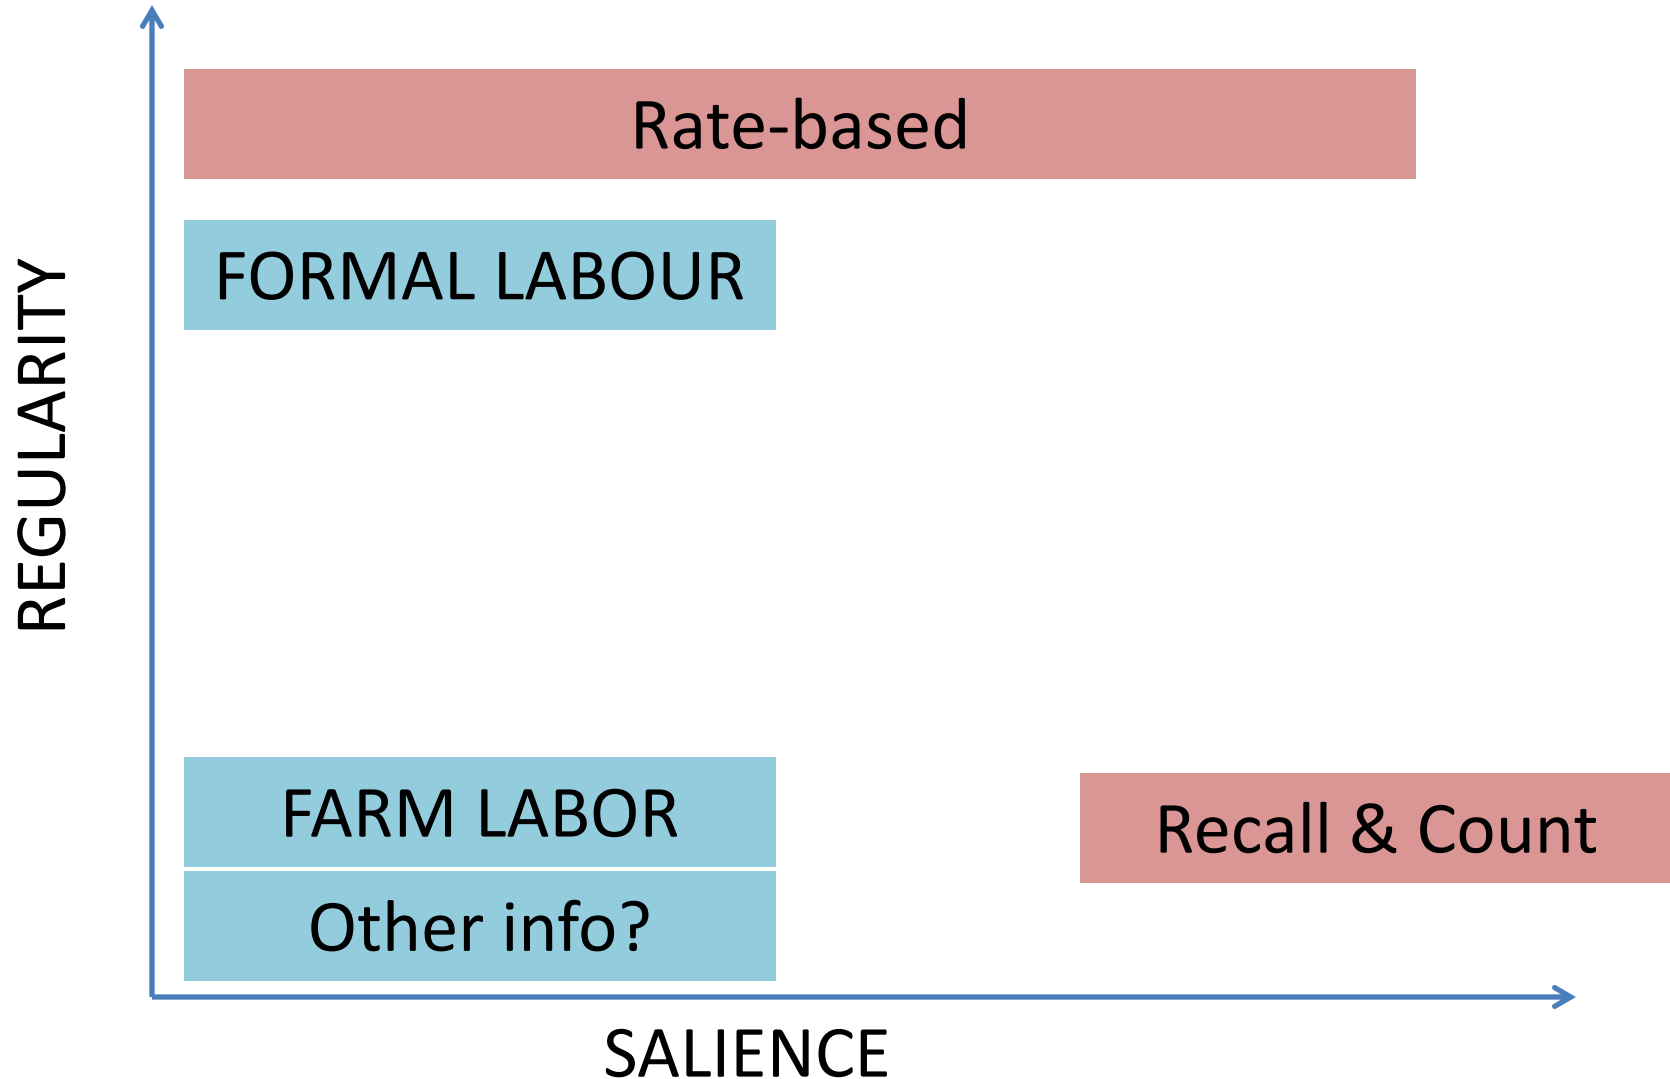 Rate-based
FORMAL LABOUR
REGULARITY
FARM LABOR
Recall & Count
Other info?
SALIENCE